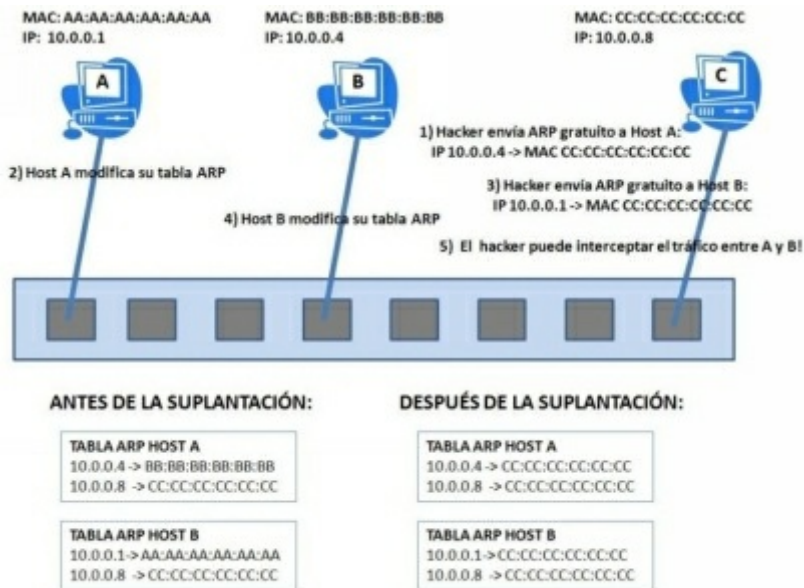 MAC: AA:AA:AA:AA:AA:AA
IP: 10.0.0.1
MAC: BB:BB:BB:BB:BB:BB
IP: 10.0.0.4
MAC: CC:CC:CC:CC:CC:CC
IP: 10.0.0.8
A
B
C
1) Hacker envía ARP gratuíto a Host A:
IP 10.0.0.4 -> MAC CC:CC:CC:CC:CC:CC
2) Host A modifica su tabla ARP
3) Hacker envía ARP gratuíto a Host B:
IP 10.0.0.1 -> MAC CC:CC:CC:CC:CC:CC
4) Host B modifica su tabla ARP
5) El hacker puede interceptar el tráfico entre A y B!
ANTES DE LA SUPLANTACIÓN:
TABLA ARP HOST A
10.0.0.4 -> BB:BB:BB:BB:BB:BB
10.0.0.8 -> CC:CC:CC:CC:CC:CC
TABLA ARP HOST B
10.0.0.1-> AA:AA:AA:AA:AA:AA
10.0.0.8 -> CC:CC:CC:CC:CC:CC
DESPUÉS DE LA SUPLANTACIÓN:
TABLA ARP HOST A
10.0.0.4 -> CC:CC:CC:CC:CC:CC
10.0.0.8 -> CC:CC:CC:CC:CC:CC
TABLA ARP HOST B
10.0.0.1->CC:CC:CC:CC:CC:CC
10.0.0.8 -> CC:CC:CC:CC:CC:CC